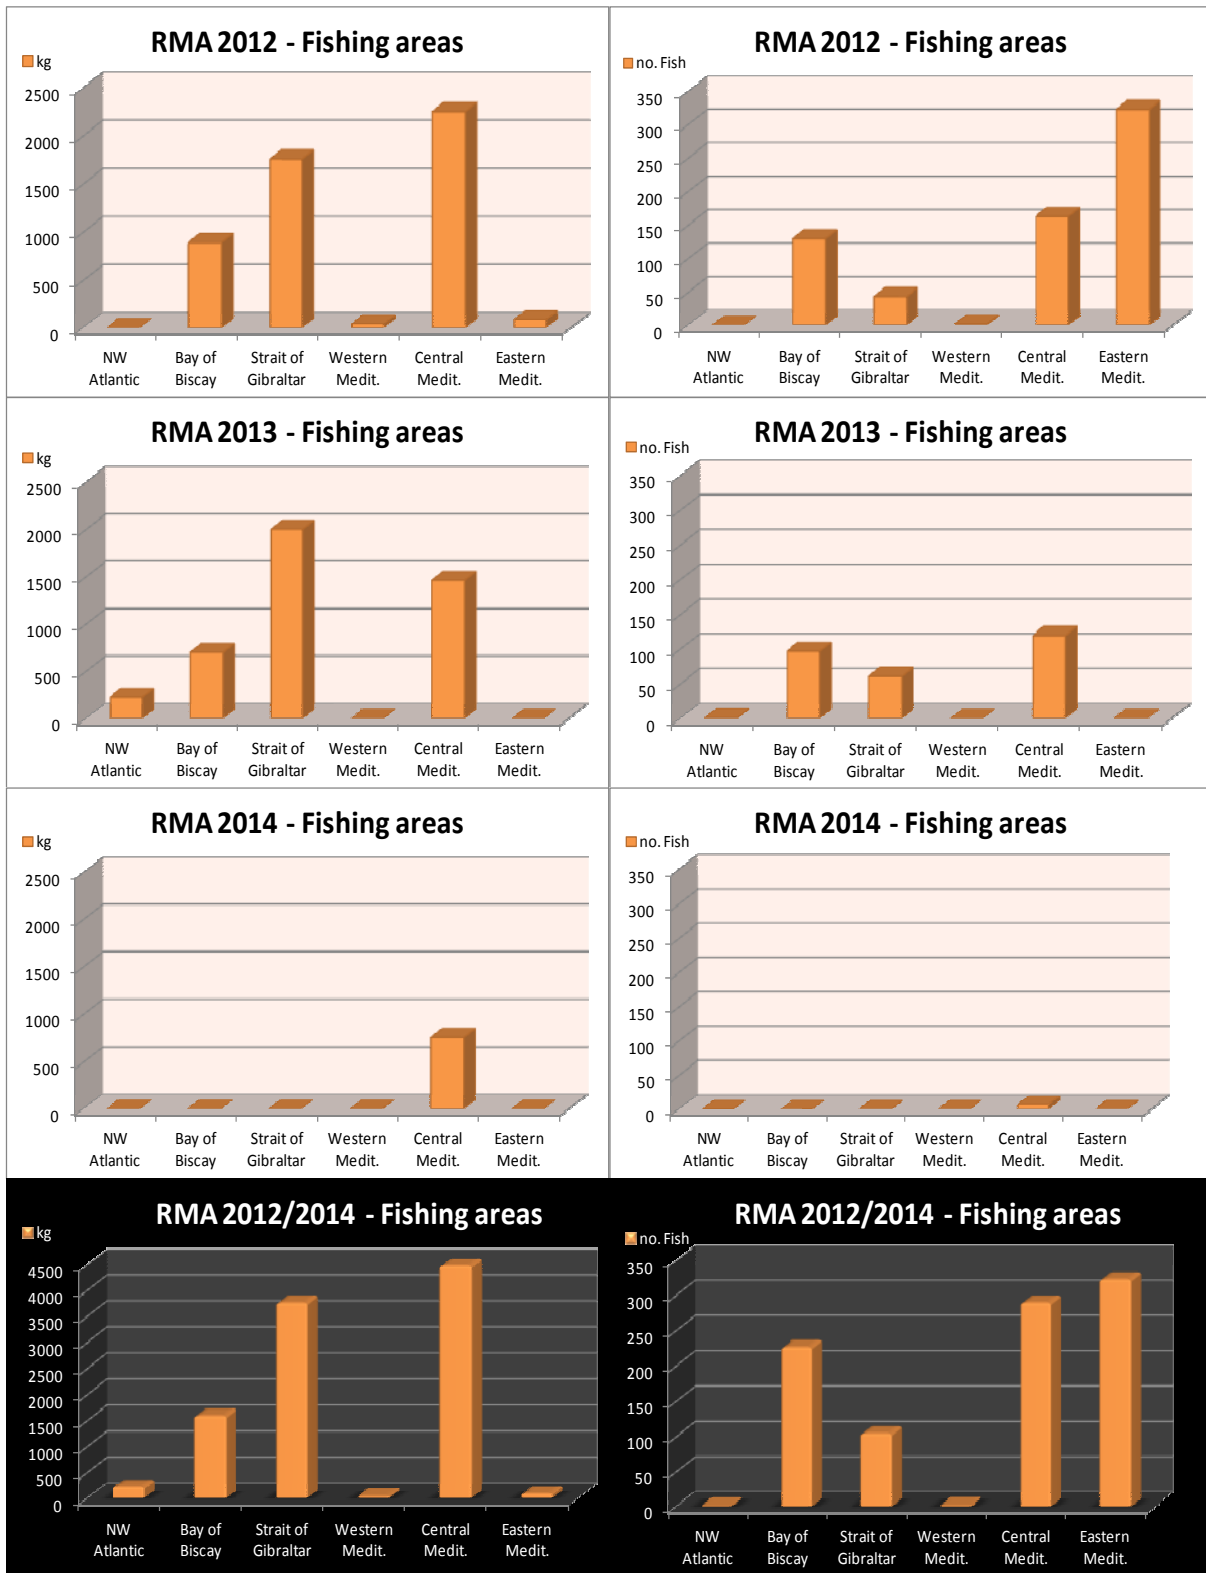 RMA 2012 - Fishing areas
kg
2500
2000
1500
1000
500
0
NW Bay of Strait of Western Central Eastern
Atlantic Biscay Gibraltar Medit. Medit. Medit.
RMA 2012 - Fishing areas
no. Fish
350
300
250
200
150
100
50
0
NW Bay of Strait of Western Central Eastern
Atlantic Biscay Gibraltar Medit. Medit. Medit.
RMA 2013 - Fishing areas
kg
2500
2000
1500
1000
500
0
NW Bay of Strait of Western Central Eastern
Atlantic Biscay Gibraltar Medit. Medit. Medit.
RMA 2013 - Fishing areas
no. Fish
350
300
250
200
150
100
50
0
NW Bay of Strait of Western Central Eastern
Atlantic Biscay Gibraltar Medit. Medit. Medit.
RMA 2014 - Fishing areas
kg
2500
2000
1500
1000
500
0
NW Bay of Strait of Western Central Eastern
Atlantic Biscay Gibraltar Medit. Medit. Medit.
RMA 2014 - Fishing areas
no. Fish
350
300
250
200
150
100
50
0
NW Bay of Strait of Western Central Eastern
Atlantic Biscay Gibraltar Medit. Medit. Medit.
RMA 2012/2014 - Fishing areas
kg
4500
4000
3500
3000
2500
2000
1500
1000
500
0
NW Bay of Strait of Western Central Eastern
Atlantic Biscay Gibraltar Medit. Medit. Medit.
RMA 2012/2014 - Fishing areas
no. Fish
350
300
250
200
150
100
50
0
NW Bay of Strait of Western Central Eastern
Atlantic Biscay Gibraltar Medit. Medit. Medit.